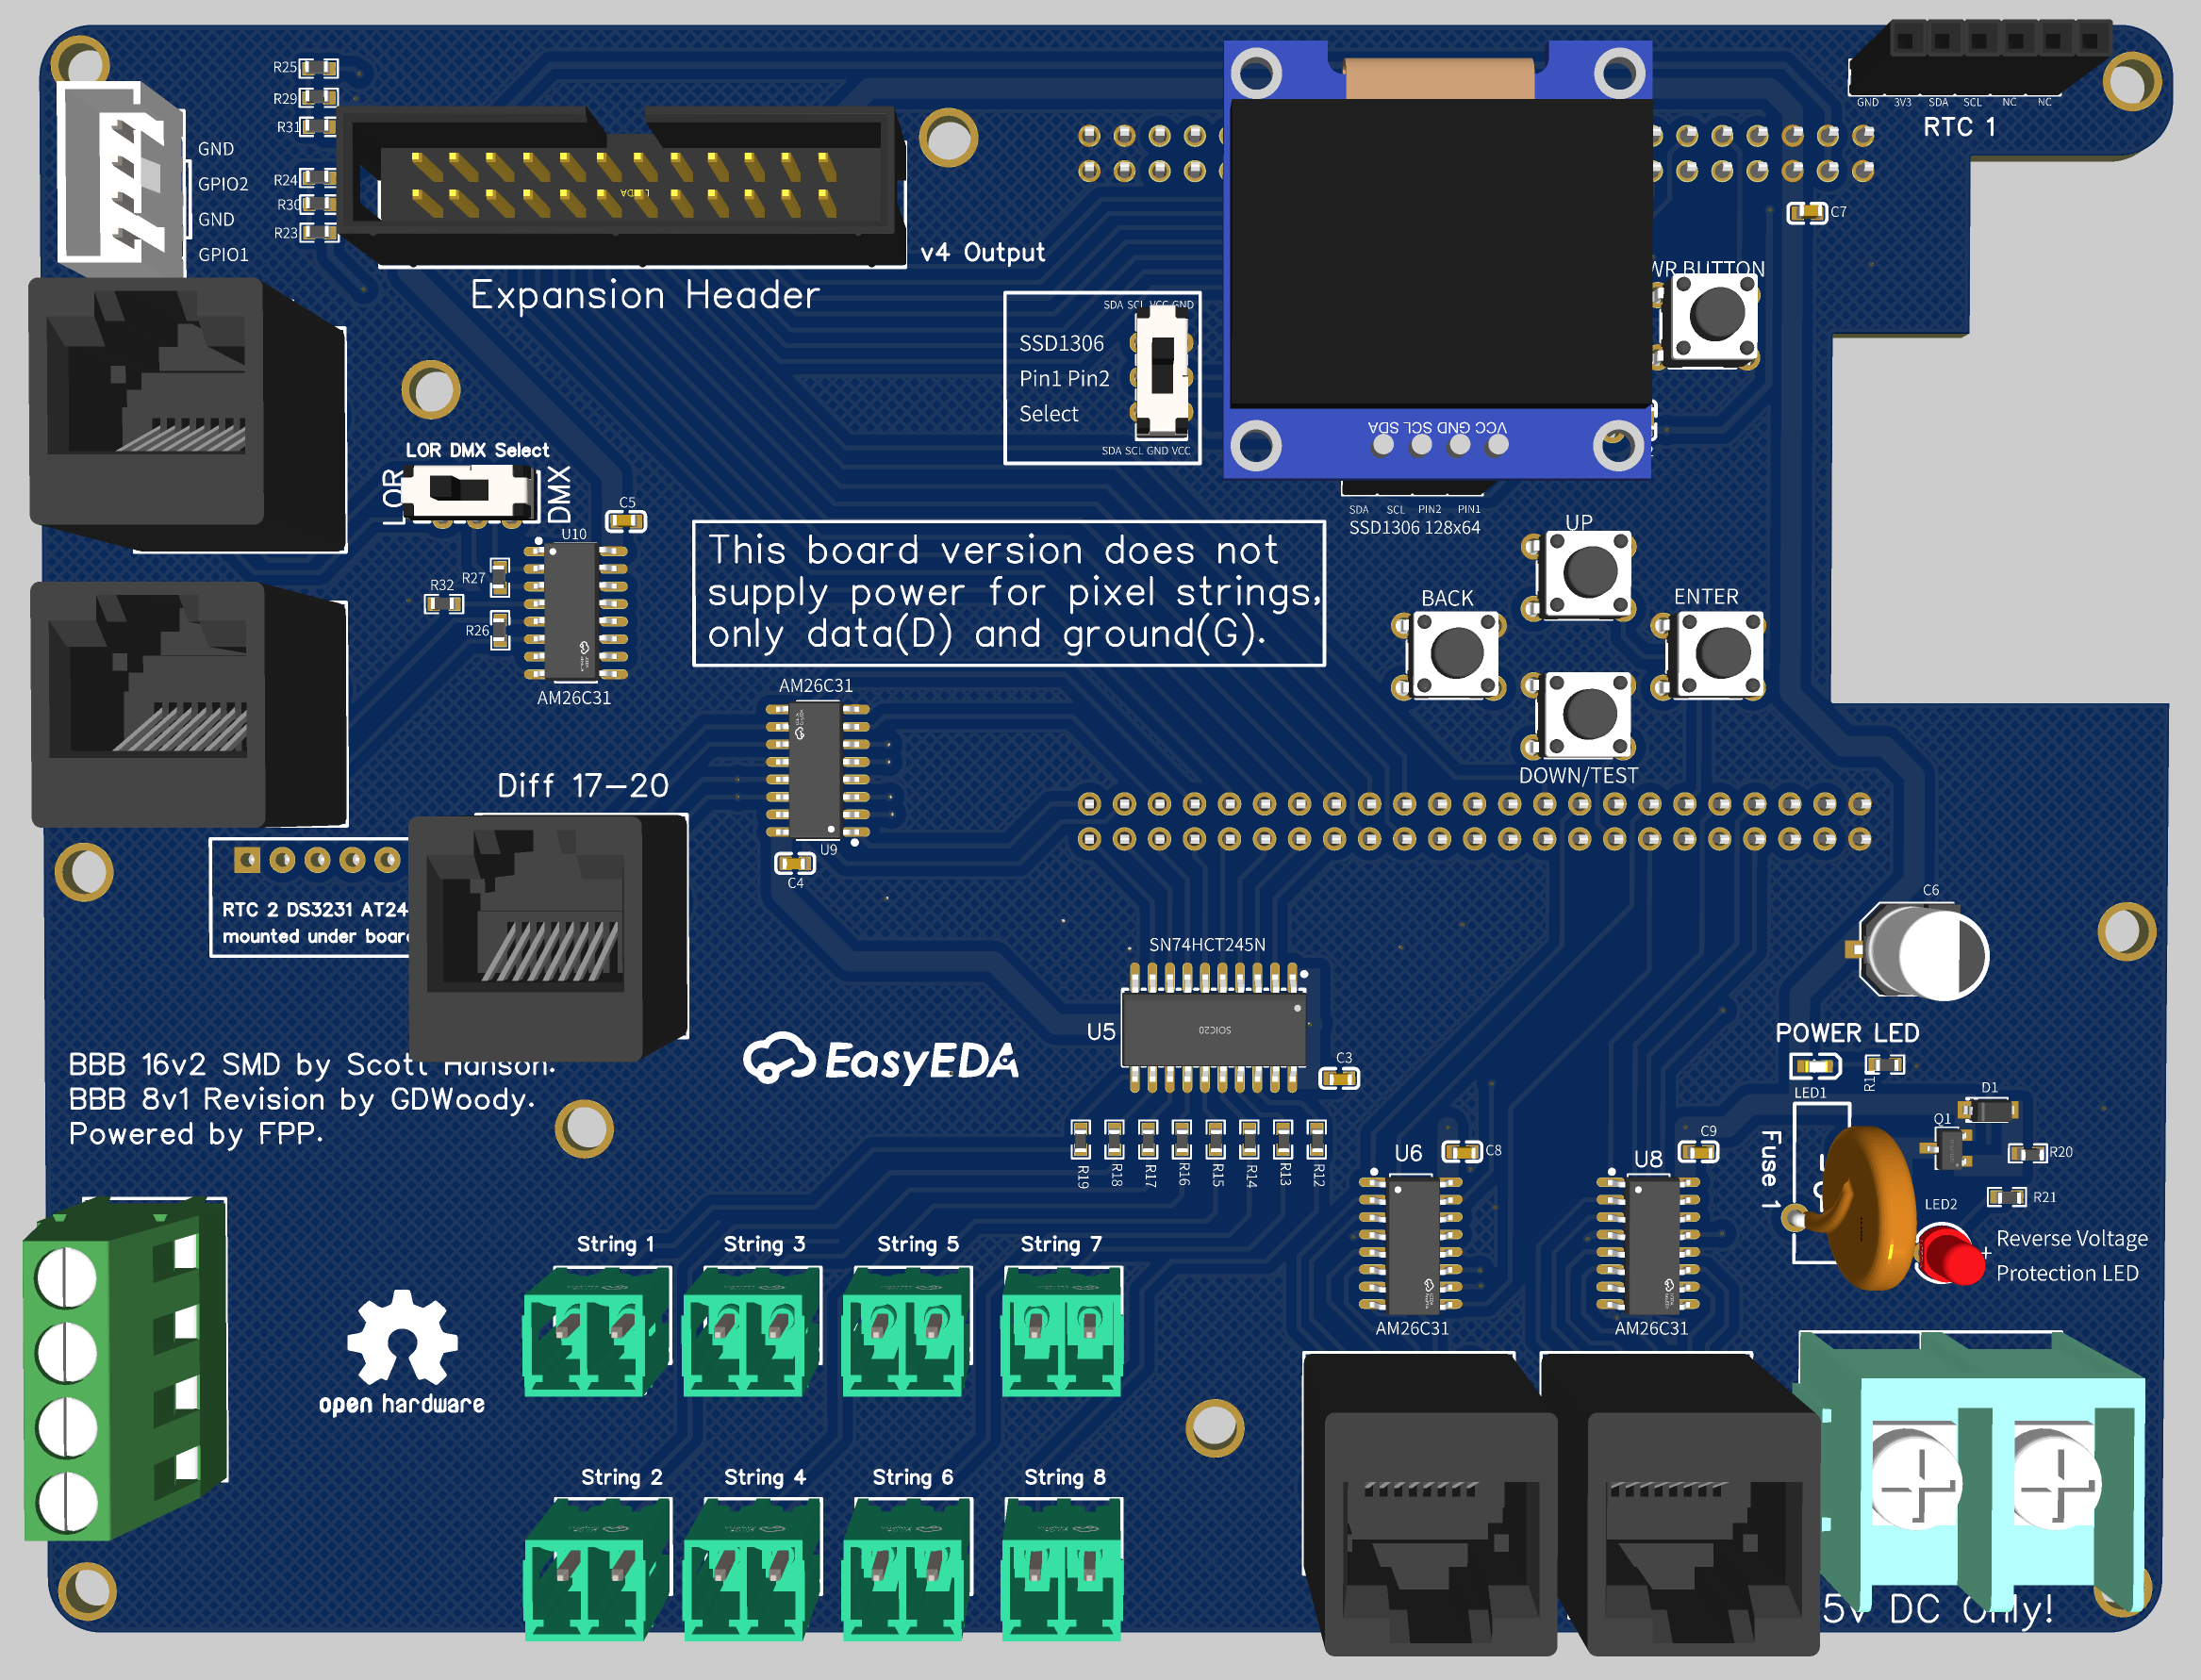 R25
R29
R31
R24
R30
R23
GND
GPIO2
GND
GPIO1
v4 Output
Expansion Header
GND 3V3 SDA SCL NC NC
RTC 1
C7
WR BUTTON
SDA SCL VCC GND
SSD1306
Pin1 Pin2
Select
SDA SCL GND VCC
VCC GND SCL SDA
SDA SCL PIN2 PIN1
SSD1306 128x64
LOR DMX Select
LOR
DMX
C5
U10
R27
R32
R26
AM26C31
This board version does not
supply power for pixel strings,
only data(D) and ground(G).
UP
BACK
ENTER
DOWN/TEST
AM26C31
U9
C4
Diff 17-20
RTC 2 DS3231 AT24
mounted under board
C6
SN74HCT245N
U5
SOIC20
C3
EasyEDA
BBB 16v2 SMD by Scott Hanson.
BBB 8v1 Revision by GDWoody.
Powered by FPP.
POWER LED
LED1
R1
D1
Q1
R20
R21
Fuse 1
LED2
+
Reverse Voltage
Protection LED
R19
R18
R17
R16
R15
R14
R13
R12
U6
C8
AM26C31
U8
C9
AM26C31
String 1
String 3
String 5
String 7
open hardware
String 2
String 4
String 6
String 8
5v DC Only!